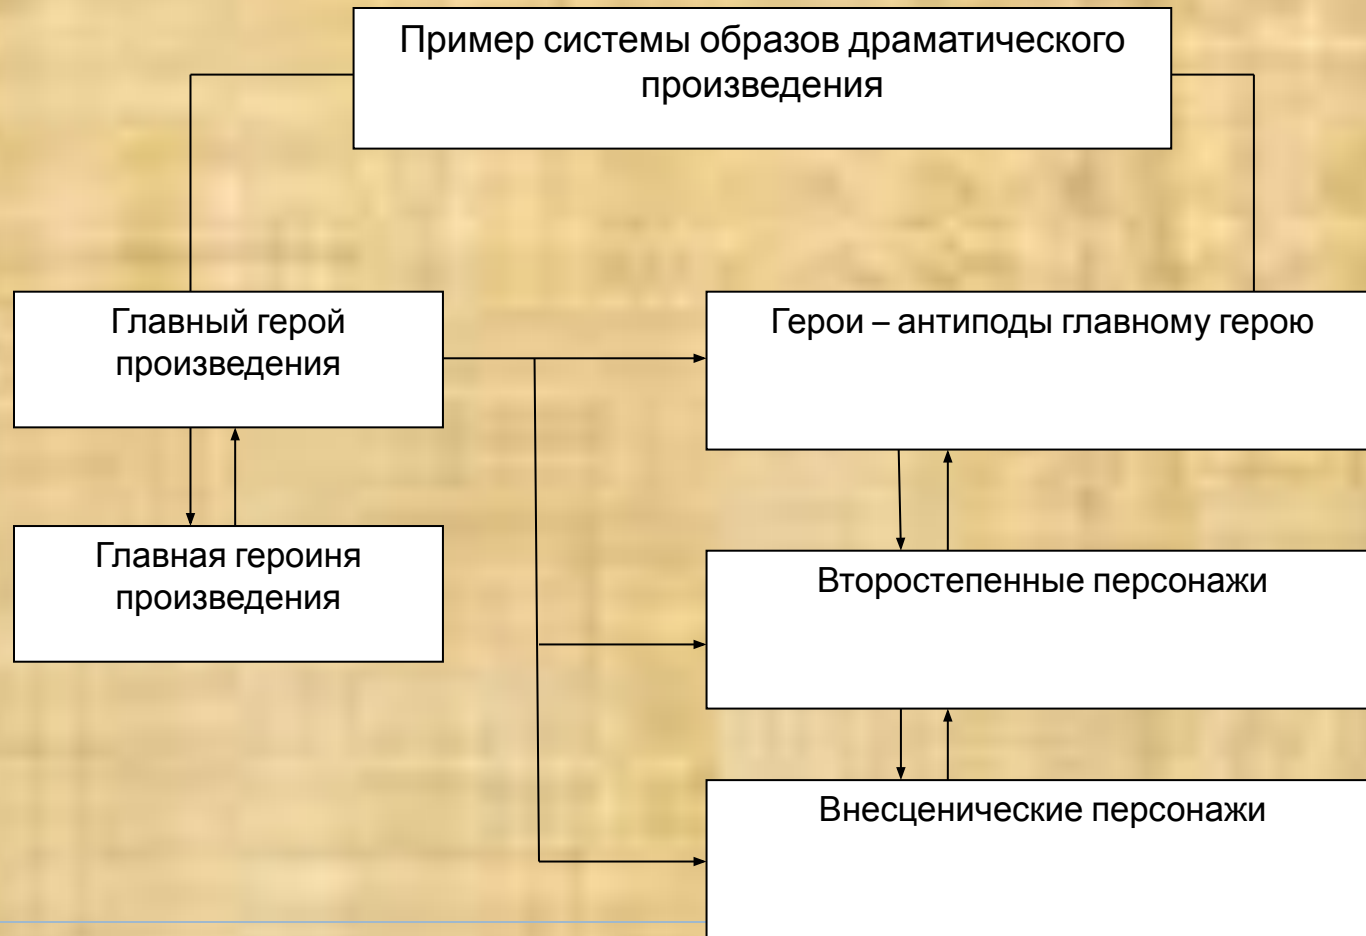 Пример системы образов драматического
произведения
Главный герой
произведения
Герои – антиподы главному герою
Главная героиня
произведения
Второстепенные персонажи
Внесценические персонажи